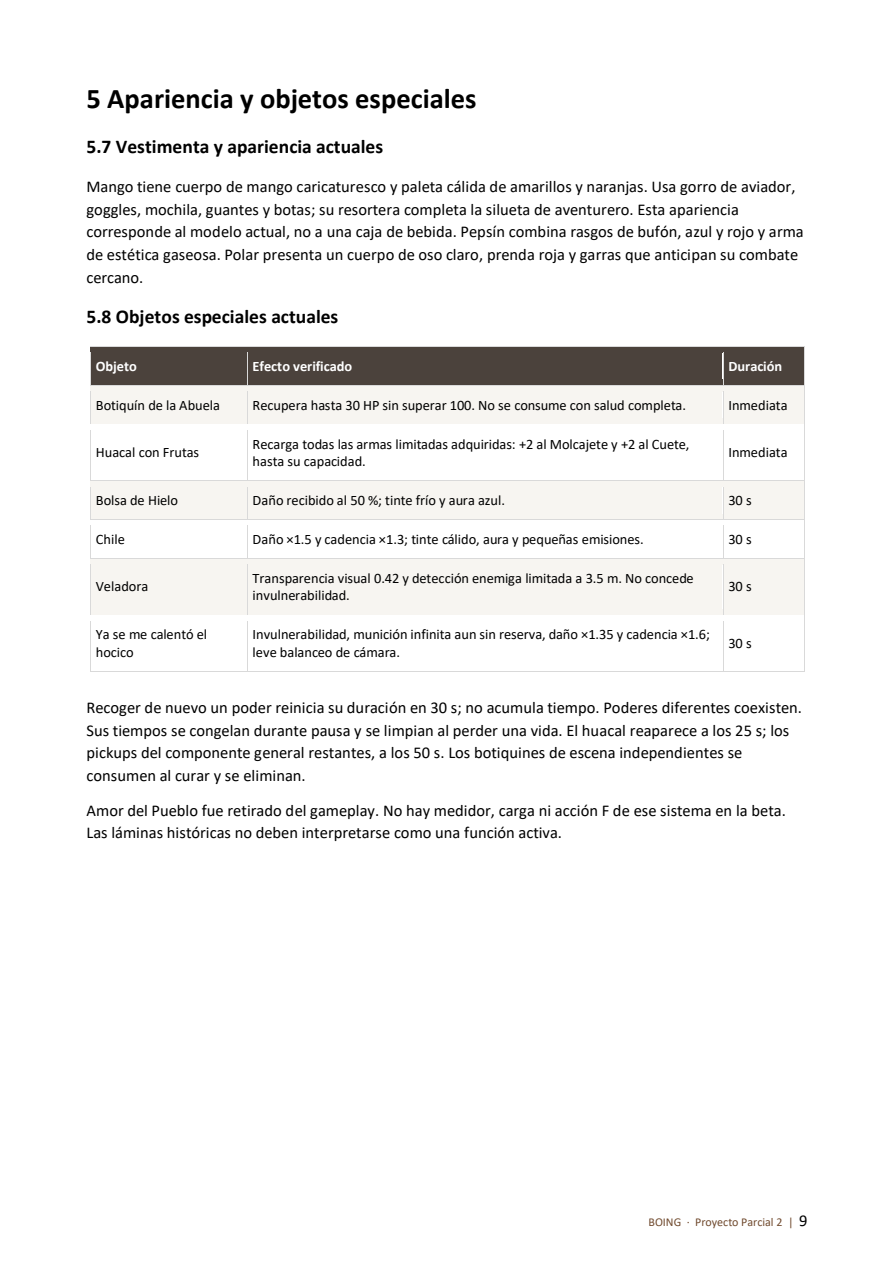 5 Apariencia y objetos especiales
5.7 Vestimenta y apariencia actuales
Mango tiene cuerpo de mango caricaturesco y paleta cálida de amarillos y naranjas. Usa gorro de aviador,
goggles, mochila, guantes y botas; su resortera completa la silueta de aventurero. Esta apariencia
corresponde al modelo actual, no a una caja de bebida. Pepsín combina rasgos de bufón, azul y rojo y arma
de estética gaseosa. Polar presenta un cuerpo de oso claro, prenda roja y garras que anticipan su combate
cercano.
5.8 Objetos especiales actuales
Objeto Efecto verificado Duración
Botiquín de la Abuela Recupera hasta 30 HP sin superar 100. No se consume con salud completa. Inmediata
Huacal con Frutas Recarga todas las armas limitadas adquiridas: +2 al Molcajete y +2 al Cuete,
hasta su capacidad. Inmediata
Bolsa de Hielo Daño recibido al 50 %; tinte frío y aura azul. 30 s
Chile Daño ×1.5 y cadencia ×1.3; tinte cálido, aura y pequeñas emisiones. 30 s
Veladora Transparencia visual 0.42 y detección enemiga limitada a 3.5 m. No concede
invulnerabilidad. 30 s
Ya se me calentó el
hocico Invulnerabilidad, munición infinita aun sin reserva, daño ×1.35 y cadencia ×1.6;
leve balanceo de cámara. 30 s
Recoger de nuevo un poder reinicia su duración en 30 s; no acumula tiempo. Poderes diferentes coexisten.
Sus tiempos se congelan durante pausa y se limpian al perder una vida. El huacal reaparece a los 25 s; los
pickups del componente general restantes, a los 50 s. Los botiquines de escena independientes se
consumen al curar y se eliminan.
Amor del Pueblo fue retirado del gameplay. No hay medidor, carga ni acción F de ese sistema en la beta.
Las láminas históricas no deben interpretarse como una función activa.
BOING · Proyecto Parcial 2 | 9